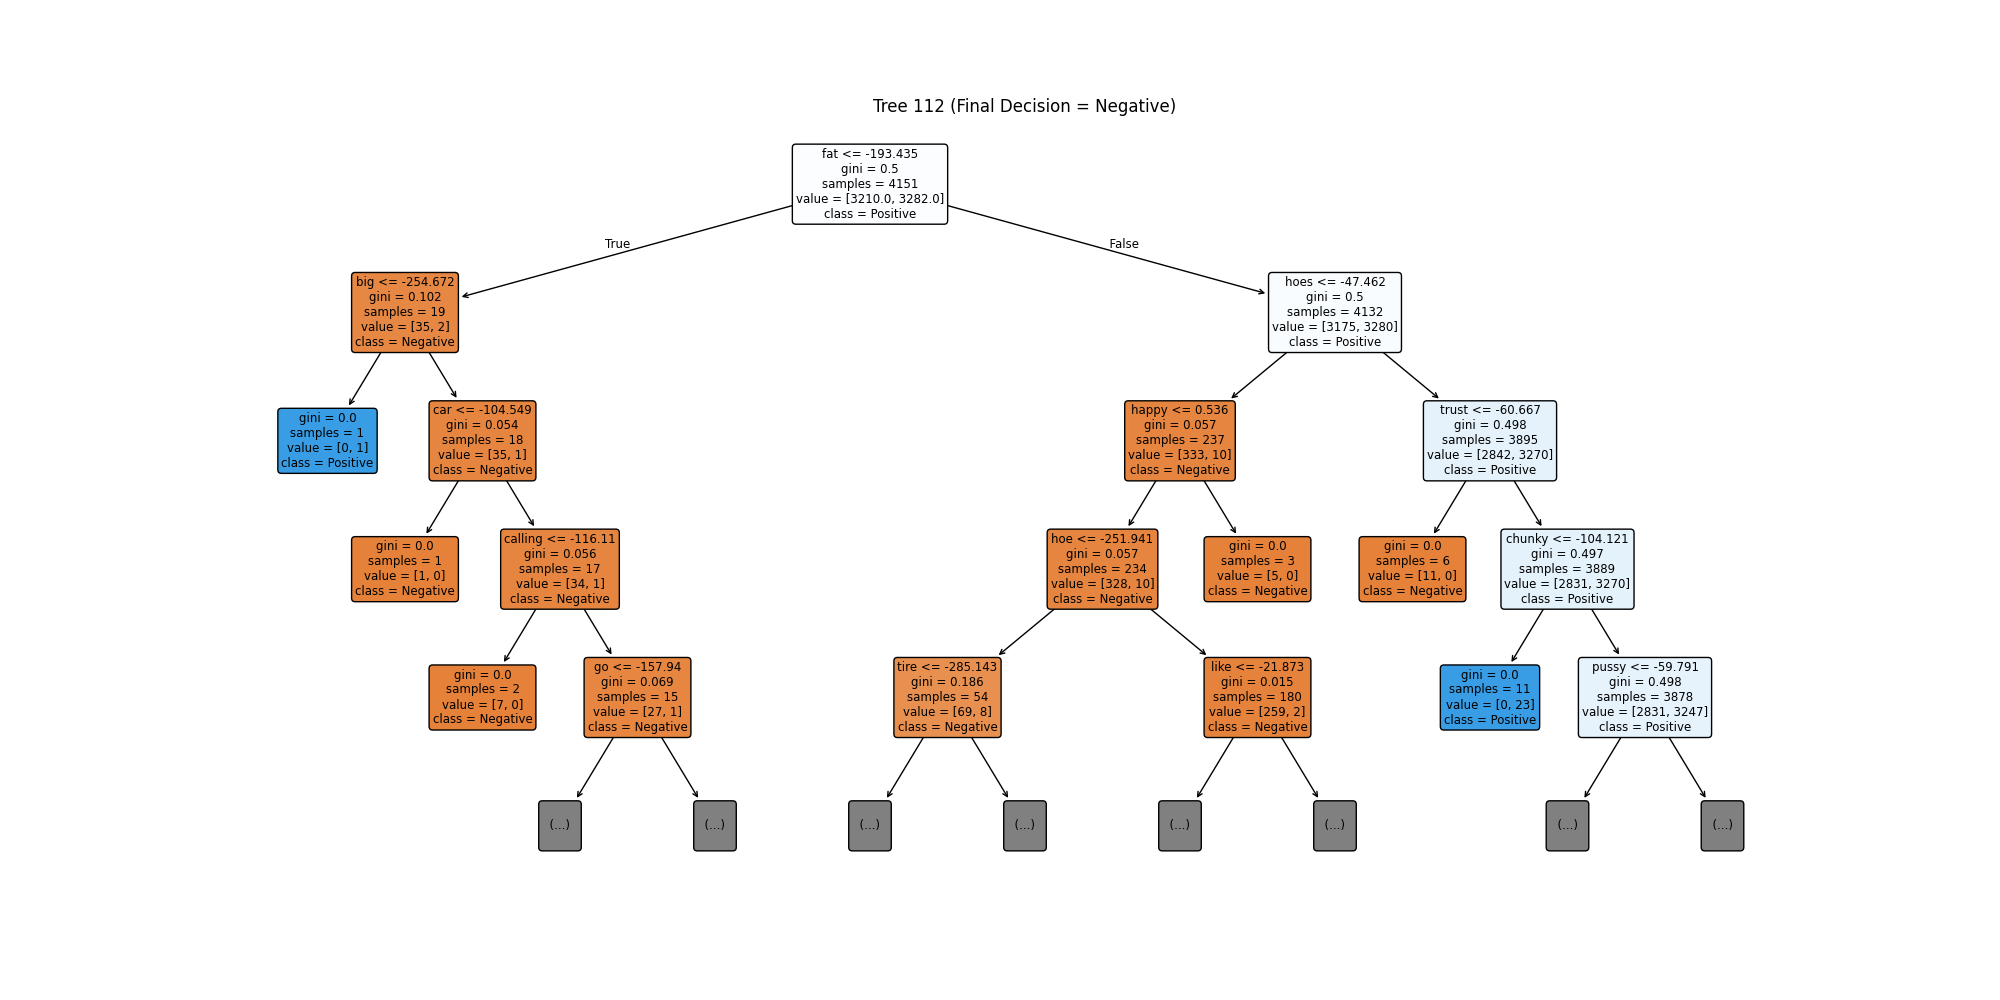 Tree 112 (Final Decision = Negative)
fat <= -193.435
gini = 0.5
samples = 4151
value = [3210.0, 3282.0]
class = Positive
True
False
big <= -254.672
gini = 0.102
samples = 19
value = [35, 2]
class = Negative
hoes <= -47.462
gini = 0.5
samples = 4132
value = [3175, 3280]
class = Positive
gini = 0.0
samples = 1
value = [0, 1]
class = Positive
car <= -104.549
gini = 0.054
samples = 18
value = [35, 1]
class = Negative
happy <= 0.536
gini = 0.057
samples = 237
value = [333, 10]
class = Negative
trust <= -60.667
gini = 0.498
samples = 3895
value = [2842, 3270]
class = Positive
gini = 0.0
samples = 1
value = [1, 0]
class = Negative
calling <= -116.11
gini = 0.056
samples = 17
value = [34, 1]
class = Negative
hoe <= -251.941
gini = 0.057
samples = 234
value = [328, 10]
class = Negative
gini = 0.0
samples = 3
value = [5, 0]
class = Negative
gini = 0.0
samples = 6
value = [11, 0]
class = Negative
chunky <= -104.121
gini = 0.497
samples = 3889
value = [2831, 3270]
class = Positive
gini = 0.0
samples = 2
value = [7, 0]
class = Negative
go <= -157.94
gini = 0.069
samples = 15
value = [27, 1]
class = Negative
tire <= -285.143
gini = 0.186
samples = 54
value = [69, 8]
class = Negative
like <= -21.873
gini = 0.015
samples = 180
value = [259, 2]
class = Negative
gini = 0.0
samples = 11
value = [0, 23]
class = Positive
pussy <= -59.791
gini = 0.498
samples = 3878
value = [2831, 3247]
class = Positive
(...)
(...)
(...)
(...)
(...)
(...)
(...)
(...)